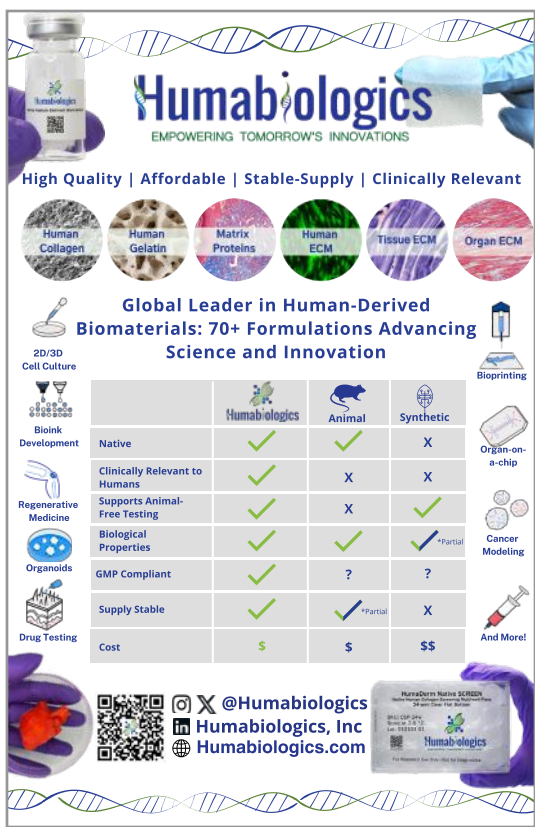 Humabiologics
Humabiologics
EMPOWERING TOMORROW'S INNOVATIONS
High Quality | Affordable | Stable-Supply | Clinically Relevant
Human
Collagen
Human
Gelatin
Matrix
Proteins
Human
ECM
Tissue ECM
Organ ECM
Global Leader in Human-Derived
Biomaterials: 70+ Formulations Advancing
Science and Innovation
2D/3D
Cell Culture
Bioink
Development
Regenerative
Medicine
Organoids
Drug Testing
Humabiologics
Animal
Synthetic
Native
X
Clinically Relevant to
Humans
X
X
Supports Animal-
Free Testing
X
Biological
Properties
*Partial
GMP Compliant
?
?
Supply Stable
*Partial
X
Cost
$
$
$$
Bioprinting
Organ-on-
a-chip
Cancer
Modeling
And More!
@Humabiologics
in Humabiologics, Inc
Humabiologics.com
HumaDerm Native SCREEN
Humabiologics